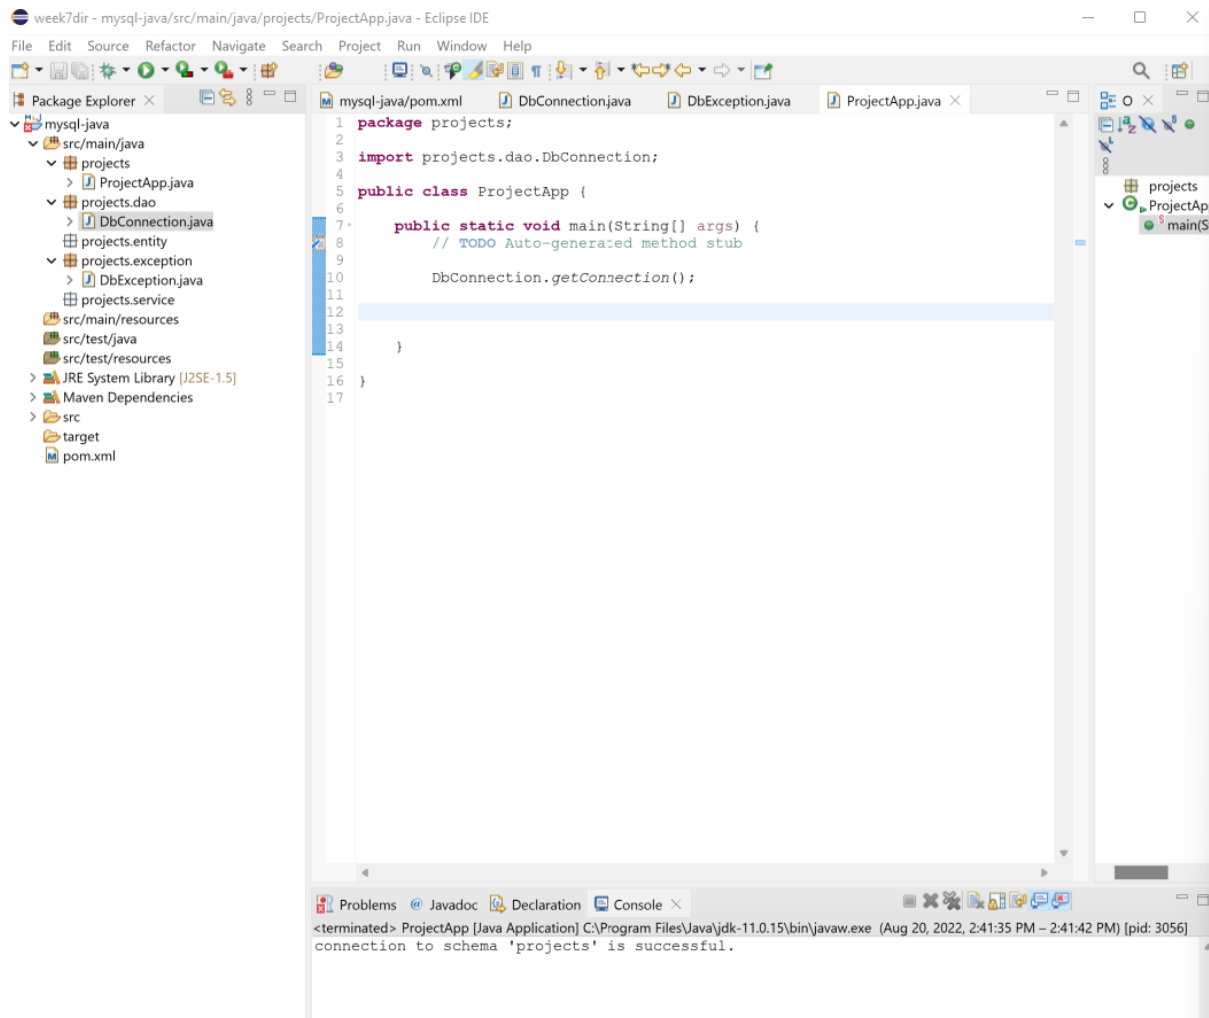 week7dir - mysql-java/src/main/java/projects/ProjectApp.java - Eclipse IDE
File Edit Source Refactor Navigate Search Project Run Window Help
Package Explorer
mysql-java
src/main/java
projects
ProjectApp.java
projects.dao
DbConnection.java
projects.entity
projects.exception
DbException.java
projects.service
src/main/resources
src/test/java
src/test/resources
JRE System Library [J2SE-1.5]
Maven Dependencies
src
target
pom.xml
mysql-java/pom.xml DbConnection.java DbException.java ProjectApp.java
1 package projects;
2
3 import projects.dao.DbConnection;
4
5 public class ProjectApp {
6
7 public static void main(String[] args) {
8 // TODO Auto-generated method stub
9
10 DbConnection.getConnection();
11
12
13
14 }
15
16 }
17
O
projects
ProjectAp
main(S
Problems @ Javadoc Declaration Console
<terminated> ProjectApp [Java Application] C:\Program Files\Java\jdk-11.0.15\bin\javaw.exe (Aug 20, 2022, 2:41:35 PM – 2:41:42 PM) [pid: 3056]
connection to schema 'projects' is successful.